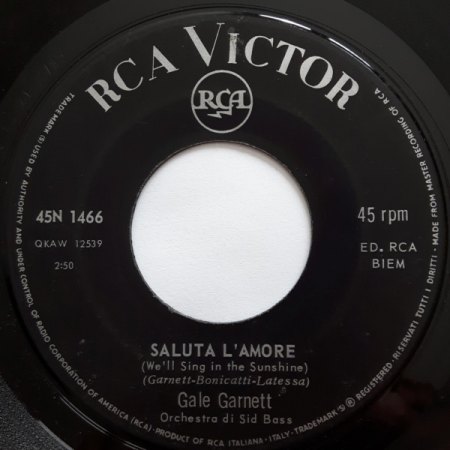 RCA VICTOR
RCA
45N 1466
QKAW 12539
2:50
45 rpm
ED. RCA
BIEM
SALUTA L'AMORE
(We'll Sing in the Sunshine)
(Garnett-Bonicatti-Latessa)
Gale Garnett
Orchestra di Sid Bass
TRADEMARK ⓢ USED BY AUTHORITY AND UNDER CONTROL OF RADIO CORPORATION OF AMERICA (RCA) - PRODUCT OF RCA ITALIANA - ITALY - TRADEMARK'S ® REGISTERED. RISERVATI TUTTI I DIRITTI - MADE FROM MASTER RECORDING OF RCA